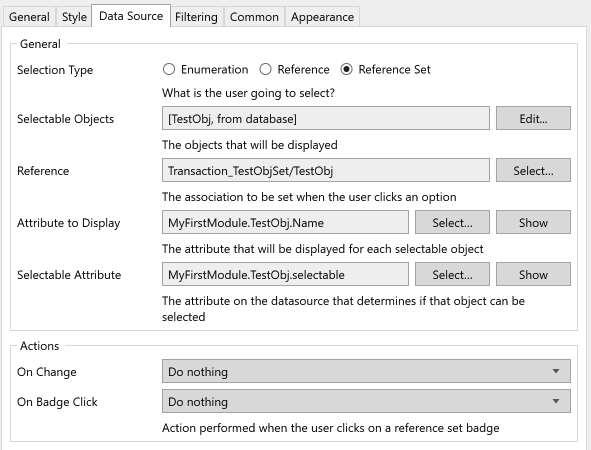 General Style Data Source Filtering Common Appearance
General
Selection Type Enumeration Reference Reference Set
What is the user going to select?
Selectable Objects [TestObj, from database] Edit...
The objects that will be displayed
Reference Transaction_TestObjSet/TestObj Select...
The association to be set when the user clicks an option
Attribute to Display MyFirstModule.TestObj.Name Select... Show
The attribute that will be displayed for each selectable object
Selectable Attribute MyFirstModule.TestObj.selectable Select... Show
The attribute on the datasource that determines if that object can be
selected
Actions
On Change Do nothing
On Badge Click Do nothing
Action performed when the user clicks on a reference set badge